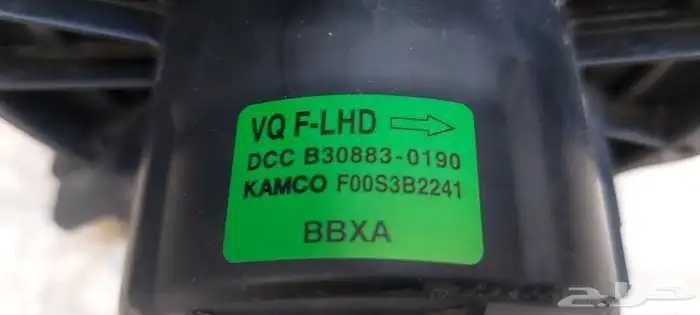 VQ F-LHD
DCC B30883-0190
KAMCO F00S3B2241
BBXA
حراج